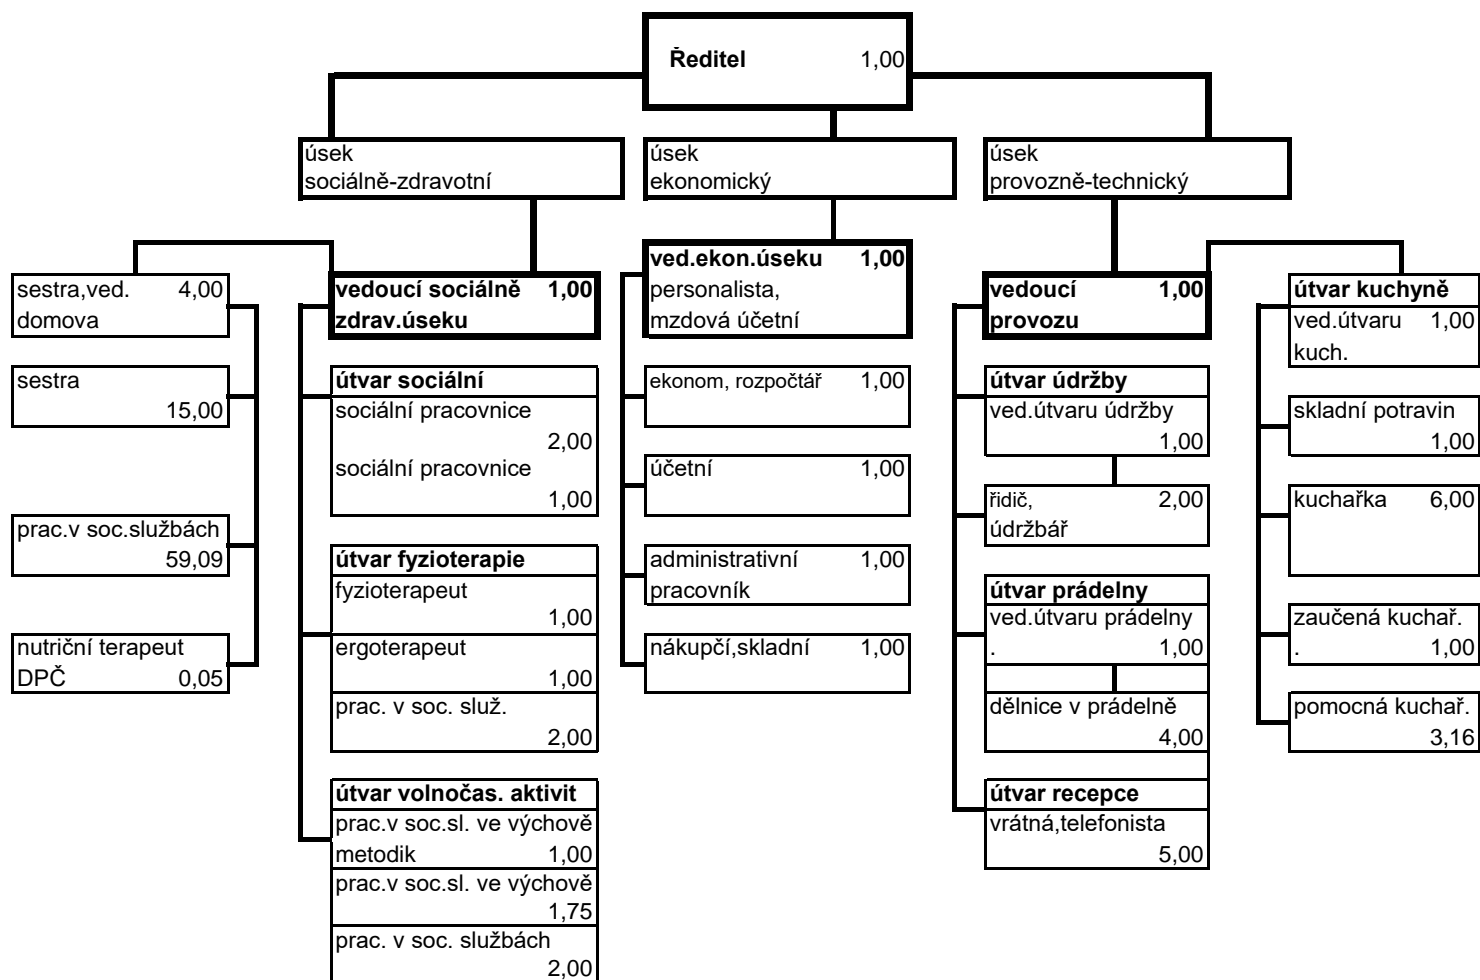 Ředitel 1,00
úsek
sociálně-zdravotní
úsek
ekonomický
úsek
provozně-technický
sestra,ved. 4,00
domova
sestra
15,00
prac.v soc.službách
59,09
nutriční terapeut
DPČ 0,05
vedoucí sociálně 1,00
zdrav.úseku
útvar sociální
sociální pracovnice
2,00
sociální pracovnice
1,00
útvar fyzioterapie
fyzioterapeut
1,00
ergoterapeut
1,00
prac. v soc. služ.
2,00
útvar volnočas. aktivit
prac.v soc.sl. ve výchově
metodik 1,00
prac.v soc.sl. ve výchově
1,75
prac. v soc. službách
2,00
ved.ekon.úseku 1,00
personalista,
mzdová účetní
ekonom, rozpočtář 1,00
účetní 1,00
administrativní 1,00
pracovník
nákupčí,skladní 1,00
vedoucí 1,00
provozu
útvar údržby
ved.útvaru údržby
1,00
řidič, 2,00
údržbář
útvar prádelny
ved.útvaru prádelny
. 1,00
dělnice v prádelně
4,00
útvar recepce
vrátná,telefonista
5,00
útvar kuchyně
ved.útvaru 1,00
kuch.
skladní potravin
1,00
kuchařka 6,00
zaučená kuchař.
. 1,00
pomocná kuchař.
3,16